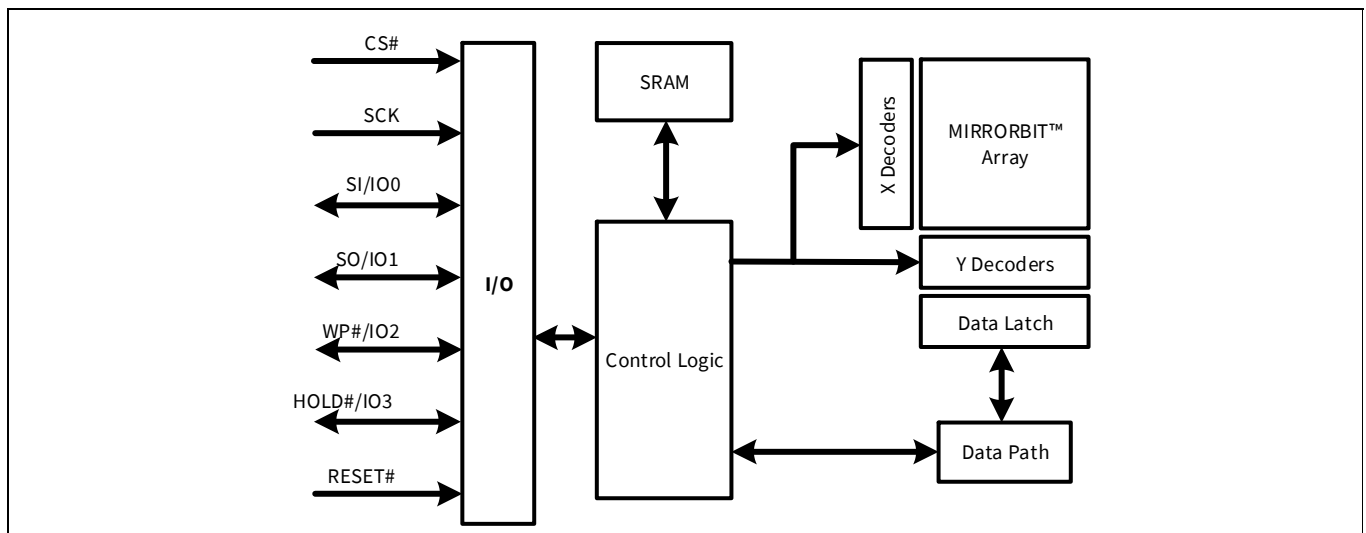 CS#
SCK
SI/IO0
SO/IO1
WP#/IO2
HOLD#/IO3
RESET#
I/O
SRAM
Control Logic
X Decoders
MIRRORBIT™
Array
Y Decoders
Data Latch
Data Path